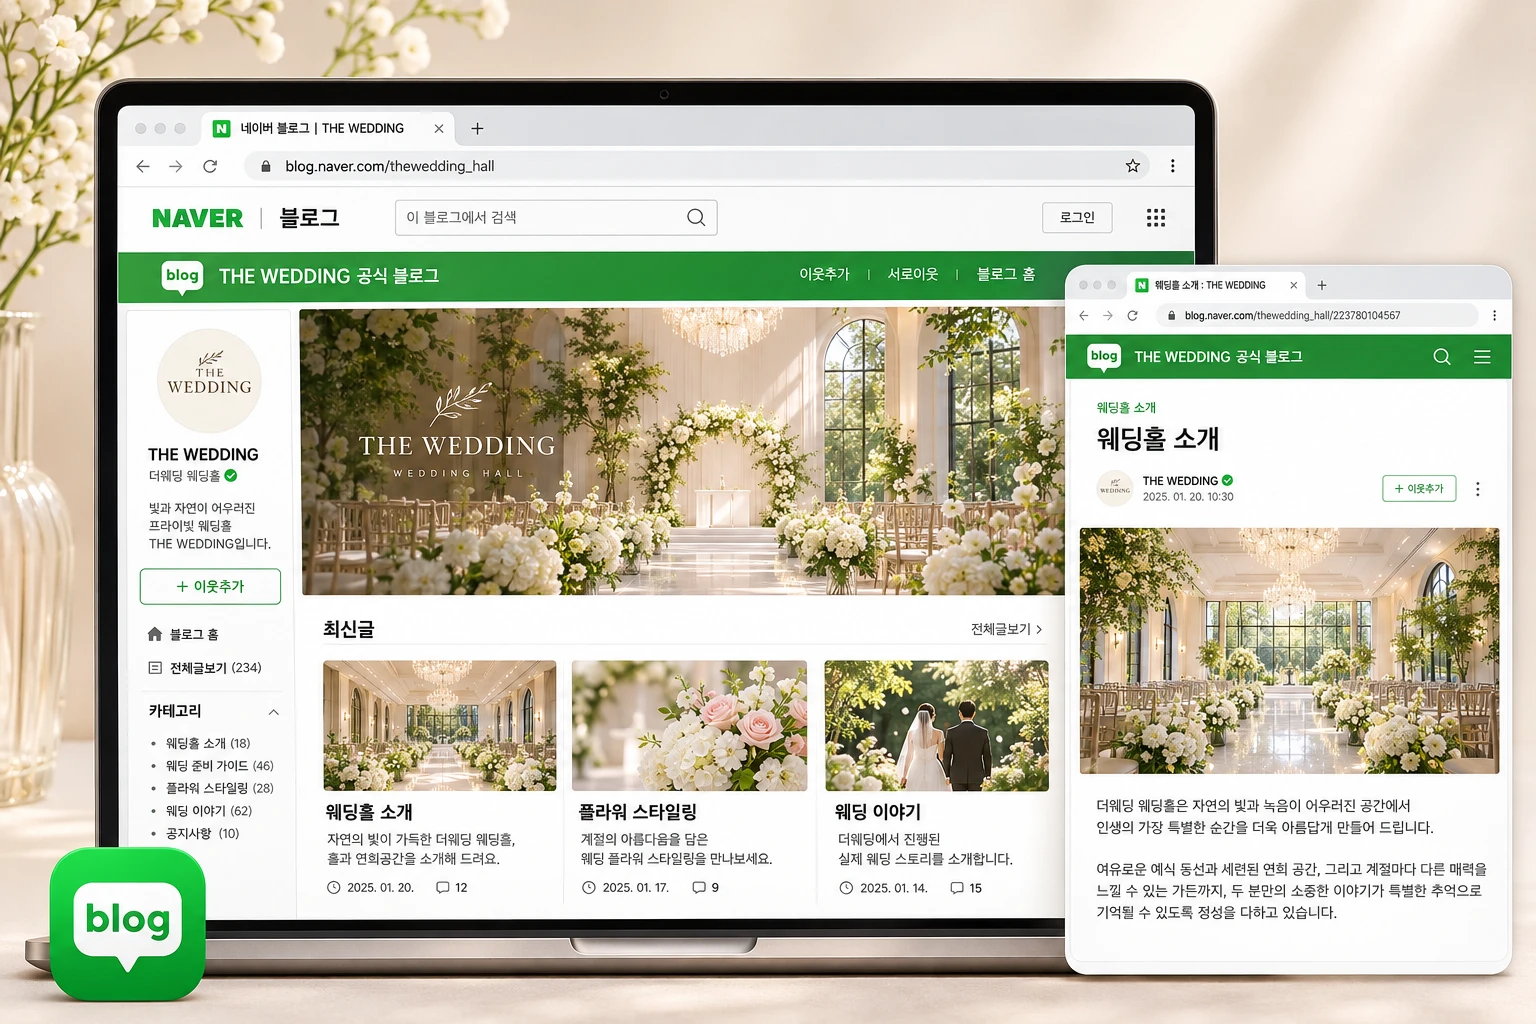 네이버 블로그 | THE WEDDING
blog.naver.com/thewedding_hall
NAVER | 블로그
이 블로그에서 검색
로그인
blog THE WEDDING 공식 블로그
이웃추가 | 서로이웃 | 블로그 홈
THE
WEDDING
THE WEDDING
더웨딩 웨딩홀
빛과 자연이 어우러진
프라이빗 웨딩홀
THE WEDDING입니다.
+ 이웃추가
블로그 홈
전체글보기 (234)
카테고리
• 웨딩홀 소개 (18)
• 웨딩 준비 가이드 (46)
• 플라워 스타일링 (28)
• 웨딩 이야기 (62)
• 공지사항 (10)
THE WEDDING
WEDDING HALL
최신글
전체글보기 >
웨딩홀 소개
자연의 빛이 가득한 더웨딩 웨딩홀,
홀과 연희공간을 소개해 드려요.
2025. 01. 20. 12
플라워 스타일링
계절의 아름다움을 담은
웨딩 플라워 스타일링을 만나보세요.
2025. 01. 17. 9
웨딩 이야기
더웨딩에서 진행된
실제 웨딩 스토리를 소개합니다.
2025. 01. 14. 15
blog
웨딩홀 소개 : THE WEDDING
blog.naver.com/thewedding_hall/223780104567
blog THE WEDDING 공식 블로그
웨딩홀 소개
웨딩홀 소개
WEDDING
THE WEDDING
2025. 01. 20. 10:30
+ 이웃추가
더웨딩 웨딩홀은 자연의 빛과 녹음이 어우러진 공간에서
인생의 가장 특별한 순간을 더욱 아름답게 만들어 드립니다.
여유로운 예식 동선과 세련된 연희 공간, 그리고 계절마다 다른 매력을
느낄 수 있는 가든까지, 두 분만의 소중한 이야기가 특별한 추억으로
기억될 수 있도록 정성을 다하고 있습니다.